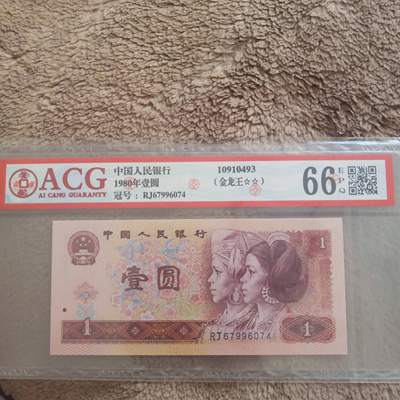 ACG
AI CANG GUARANTY
中国人民银行
1980年壹圆
冠号：RJ67996074
10910493
（金龙王☆☆）
66
EPQ
中国人民银行
壹圆
1
1
RJ67996074
1